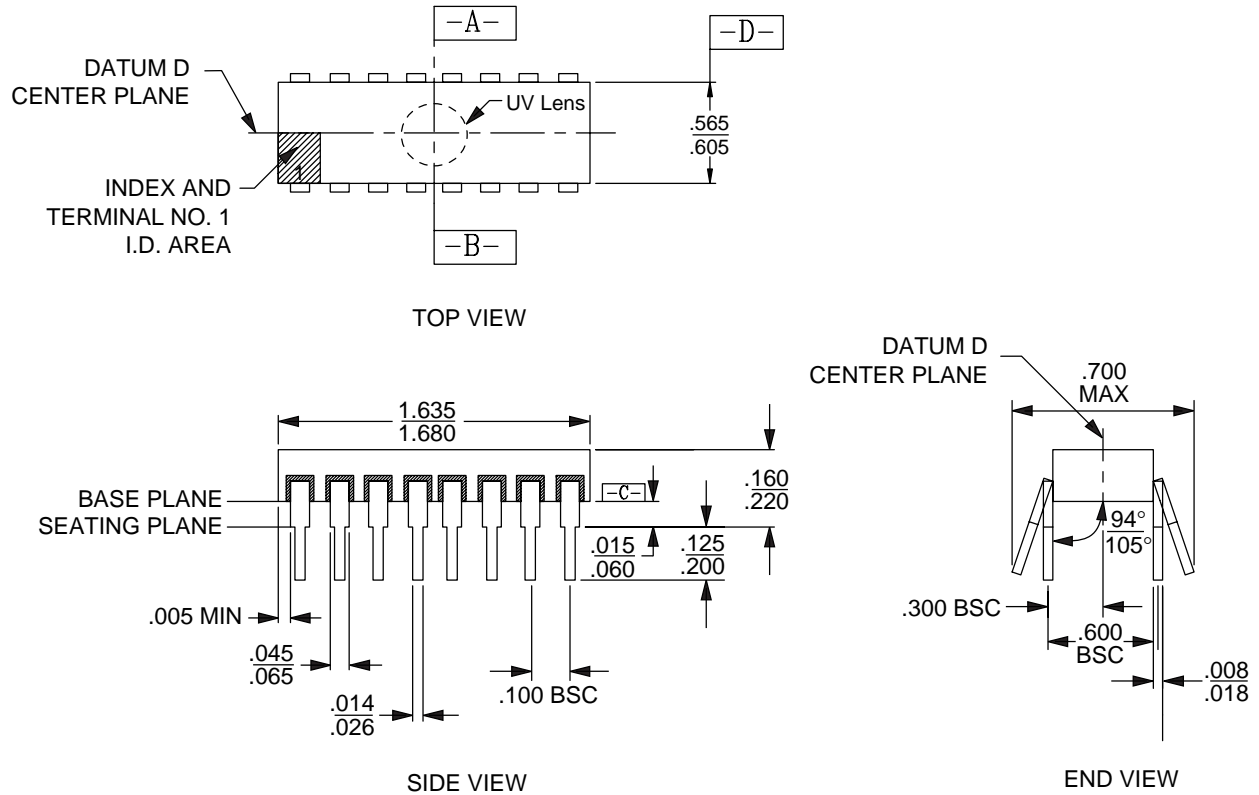 -A-
-D-
DATUM D
CENTER PLANE
UV Lens
.565
.605
1
INDEX AND
TERMINAL NO. 1
I.D. AREA
-B-
TOP VIEW
DATUM D
CENTER PLANE
.700
MAX
1.635
1.680
BASE PLANE
SEATING PLANE
-C-
.160
.220
.015
.060
.125
.200
94°
105°
.005 MIN
.300 BSC
.045
.065
.600
BSC
.100 BSC
.008
.018
.014
.026
SIDE VIEW
END VIEW